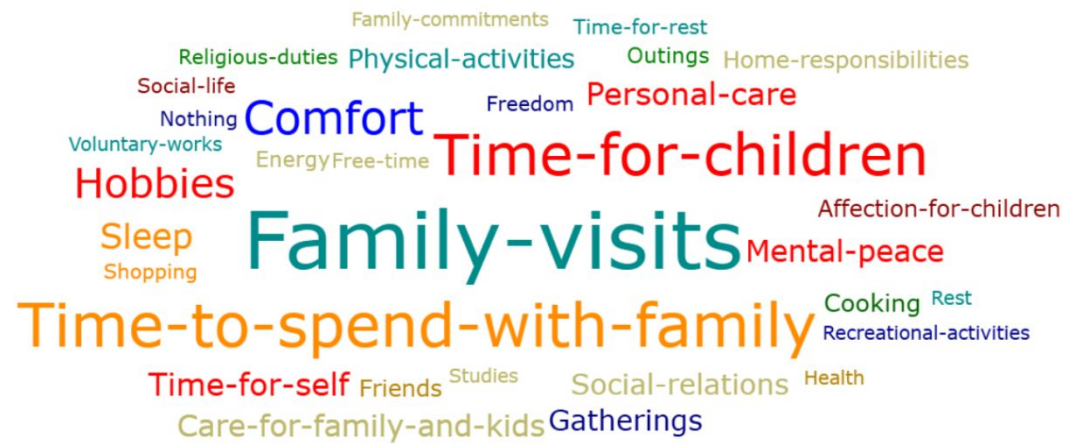 Family-commitments Time-for-rest
Religious-duties Physical-activities Outings Home-responsibilities
Social-life Personal-care
Nothing Comfort Freedom
Voluntary-works Energy Free-time Time-for-children
Hobbies
Affection-for-children
Sleep Family-visits Mental-peace
Shopping
Time-to-spend-with-family Cooking Rest
Recreational-activities
Time-for-self Friends Studies Social-relations Health
Care-for-family-and-kids Gatherings